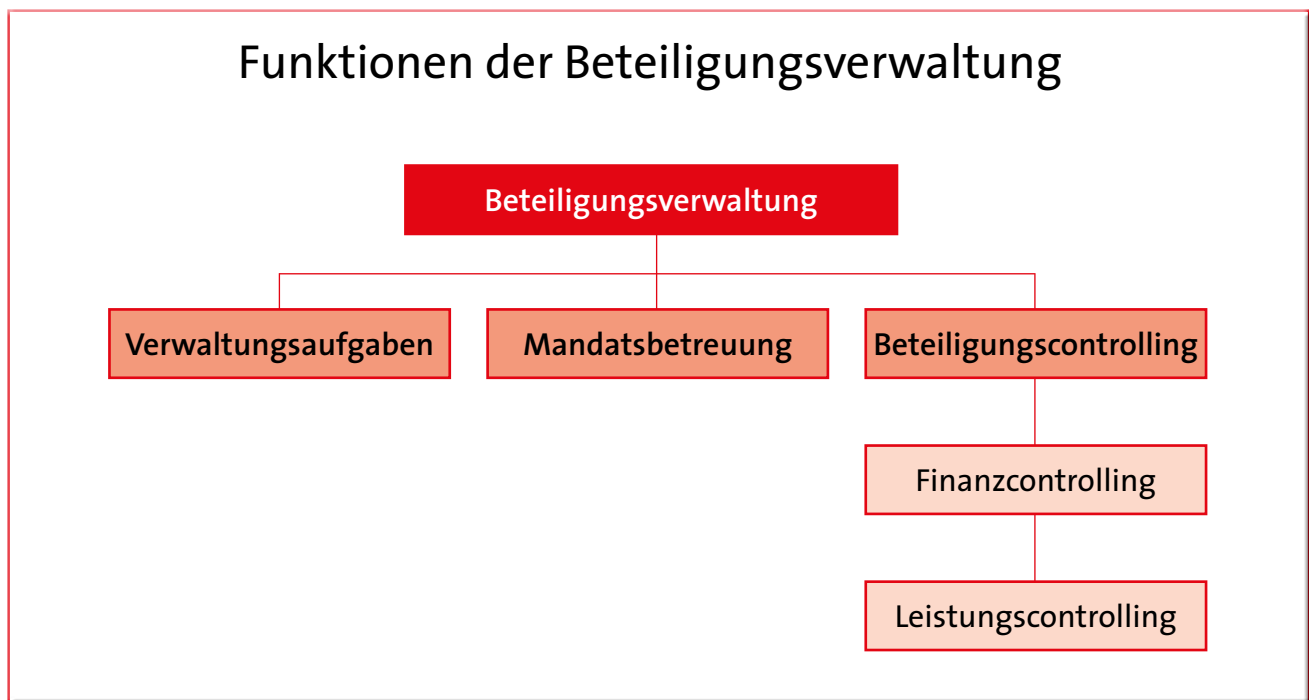 Funktionen der Beteiligungsverwaltung
Beteiligungsverwaltung
Verwaltungsaufgaben
Mandatsbetreuung
Beteiligungscontrolling
Finanzcontrolling
Leistungscontrolling